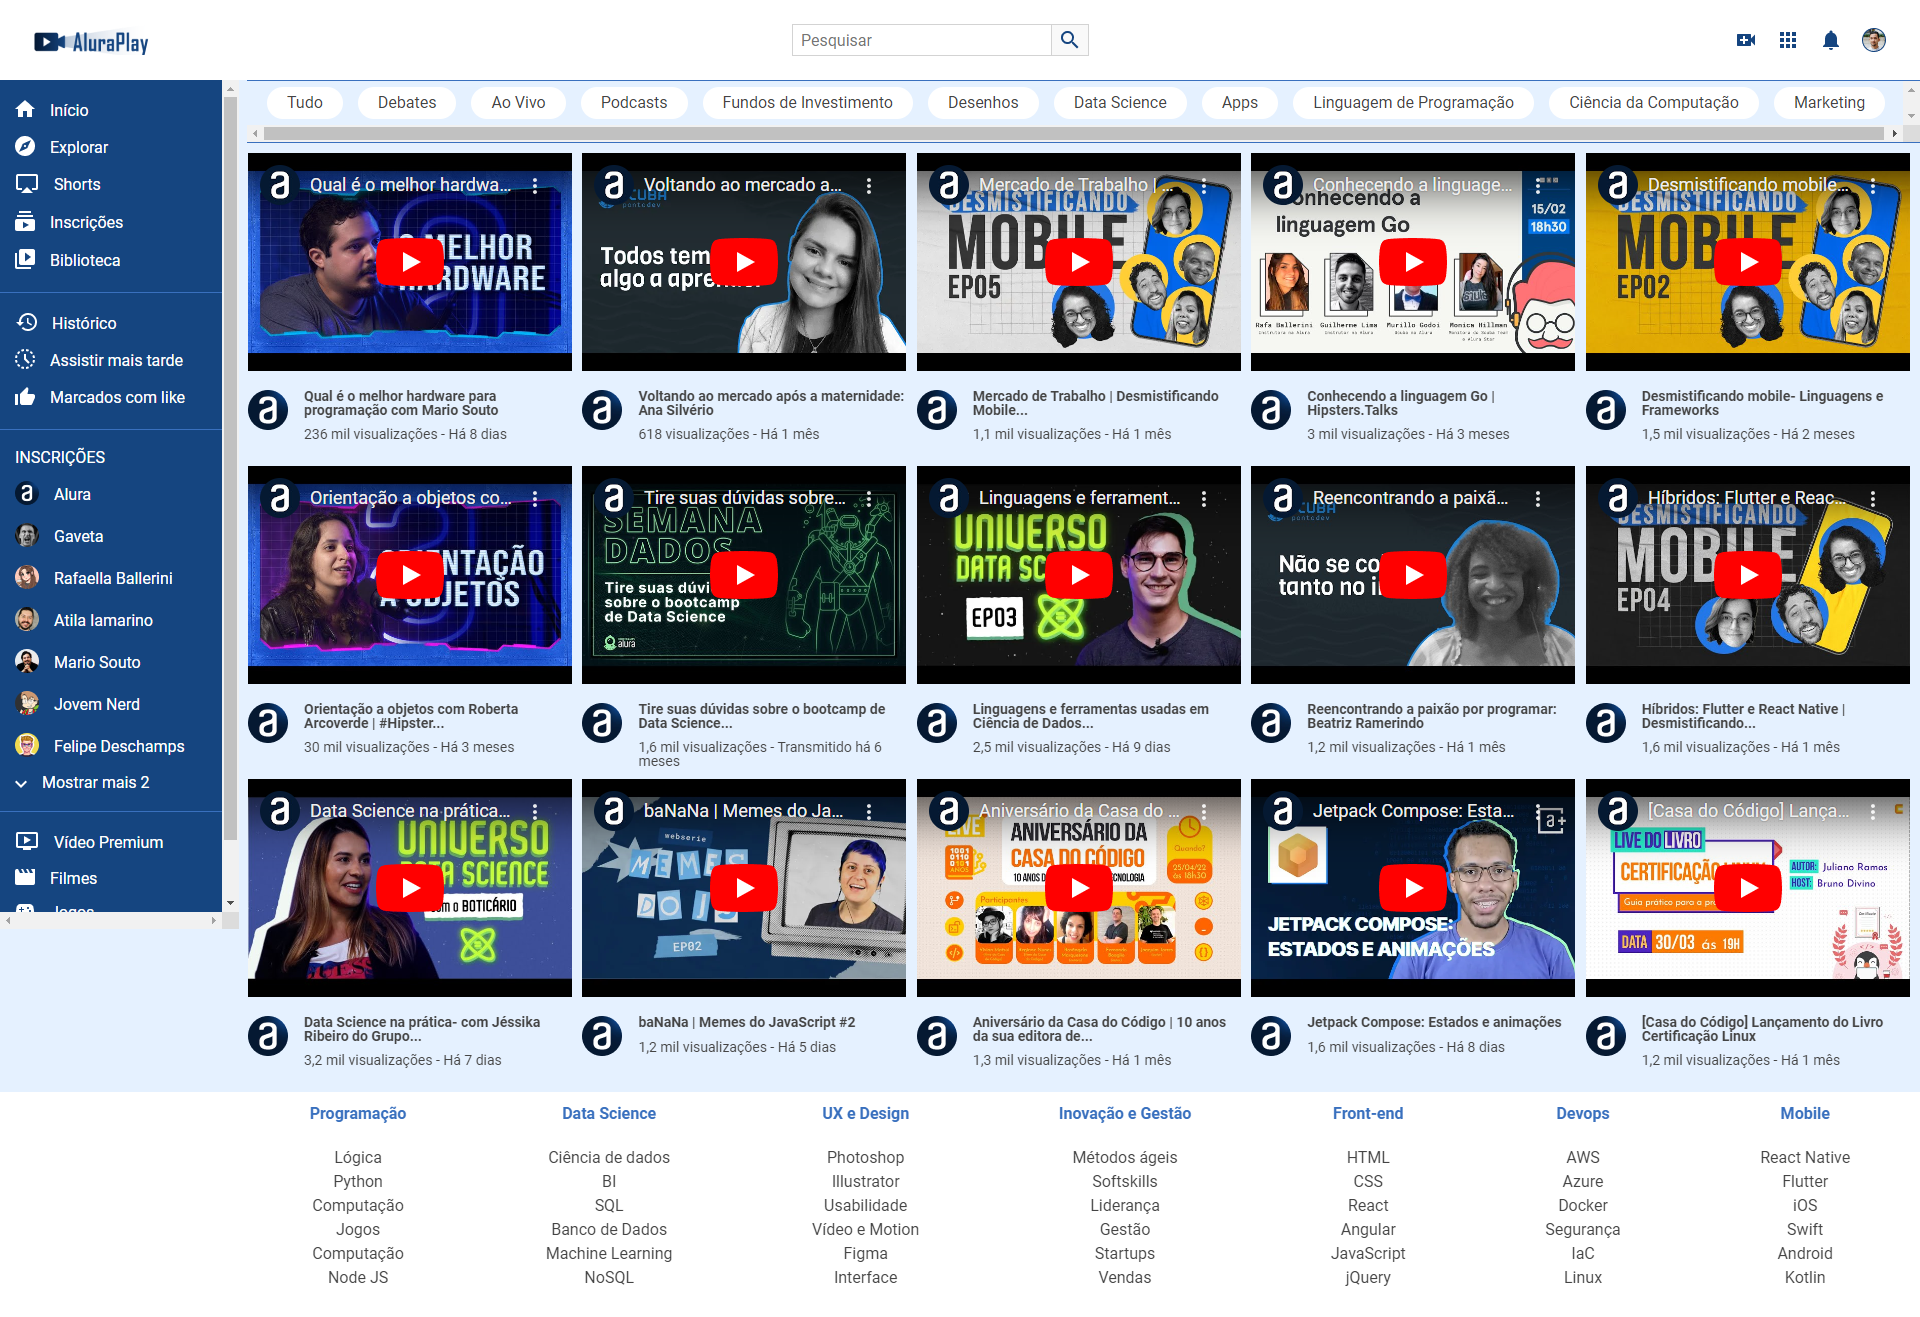 AluraPlay
Pesquisar
Início
Explorar
Shorts
Inscrições
Biblioteca
Histórico
Assistir mais tarde
Marcados com like
INSCRIÇÕES
Alura
Gaveta
Rafaella Ballerini
Atila Iamarino
Mario Souto
Jovem Nerd
Felipe Deschamps
Mostrar mais 2
Vídeo Premium
Filmes
Jogos
Tudo
Debates
Ao Vivo
Podcasts
Fundos de Investimento
Desenhos
Data Science
Apps
Linguagem de Programação
Ciência da Computação
Marketing
Qual é o melhor hardwa...
O MELHOR
HARDWARE
Voltando ao mercado a...
Todos tem
algo a apren
Mercado de Trabalho | ...
DESMISTIFICANDO
MOBILE
EP05
Conhecendo a linguage...
Conhecendo a
linguagem Go
15/02
18h30
Rafa Ballerini
Guilherme Lima
Murillo Godoi
Monica Hillman
Desmistificando mobile...
DESMISTIFICANDO
MOBILE
EP02
Qual é o melhor hardware para
programação com Mario Souto
236 mil visualizações - Há 8 dias
Voltando ao mercado após a maternidade:
Ana Silvério
618 visualizações - Há 1 mês
Mercado de Trabalho | Desmistificando
Mobile...
1,1 mil visualizações - Há 1 mês
Conhecendo a linguagem Go |
Hipsters.Talks
3 mil visualizações - Há 3 meses
Desmistificando mobile- Linguagens e
Frameworks
1,5 mil visualizações - Há 2 meses
Orientação a objetos co...
ORIENTAÇÃO
A OBJETOS
Tire suas dúvidas sobre...
SEMANA
DADOS
Tire suas dúvi
sobre o bootcamp
de Data Science
alura
Linguagens e ferrament...
UNIVERSO
DATA SC
EP03
Reencontrando a paixã...
Não se co
tanto no i
Híbridos: Flutter e Reac...
DESMISTIFICANDO
MOBILE
EP04
Orientação a objetos com Roberta
Arcoverde | #Hipster...
30 mil visualizações - Há 3 meses
Tire suas dúvidas sobre o bootcamp de
Data Science...
1,6 mil visualizações - Transmitido há 6
meses
Linguagens e ferramentas usadas em
Ciência de Dados...
2,5 mil visualizações - Há 9 dias
Reencontrando a paixão por programar:
Beatriz Ramerindo
1,2 mil visualizações - Há 1 mês
Híbridos: Flutter e React Native |
Desmistificando...
1,6 mil visualizações - Há 1 mês
Data Science na prática...
UNIVERSO
DATA SCIENCE
com o BOTICÁRIO
baNaNa | Memes do Ja...
webserie
MEMES
DO JS
EP02
Aniversário da Casa do ...
LIVE
ANIVERSÁRIO DA
CASA DO CÓDIGO
Quando?
25/04/22
às 18h30
Participantes
Jetpack Compose: Esta...
a+
JETPACK COMPOSE:
ESTADOS E ANIMAÇÕES
[Casa do Código] Lança...
LIVE DO LIVRO
CERTIFICAÇÃO LINUX
Guia prático para a pro
AUTOR: Juliano Ramos
HOST: Bruno Divino
DATA 30/03 às 19H
Data Science na prática- com Jéssika
Ribeiro do Grupo...
3,2 mil visualizações - Há 7 dias
baNaNa | Memes do JavaScript #2
1,2 mil visualizações - Há 5 dias
Aniversário da Casa do Código | 10 anos
da sua editora de...
1,3 mil visualizações - Há 1 mês
Jetpack Compose: Estados e animações
1,6 mil visualizações - Há 8 dias
[Casa do Código] Lançamento do Livro
Certificação Linux
1,2 mil visualizações - Há 1 mês
Programação
Lógica
Python
Computação
Jogos
Computação
Node JS
Data Science
Ciência de dados
BI
SQL
Banco de Dados
Machine Learning
NoSQL
UX e Design
Photoshop
Illustrator
Usabilidade
Vídeo e Motion
Figma
Interface
Inovação e Gestão
Métodos ágeis
Softskills
Liderança
Gestão
Startups
Vendas
Front-end
HTML
CSS
React
Angular
JavaScript
jQuery
Devops
AWS
Azure
Docker
Segurança
IaC
Linux
Mobile
React Native
Flutter
iOS
Swift
Android
Kotlin